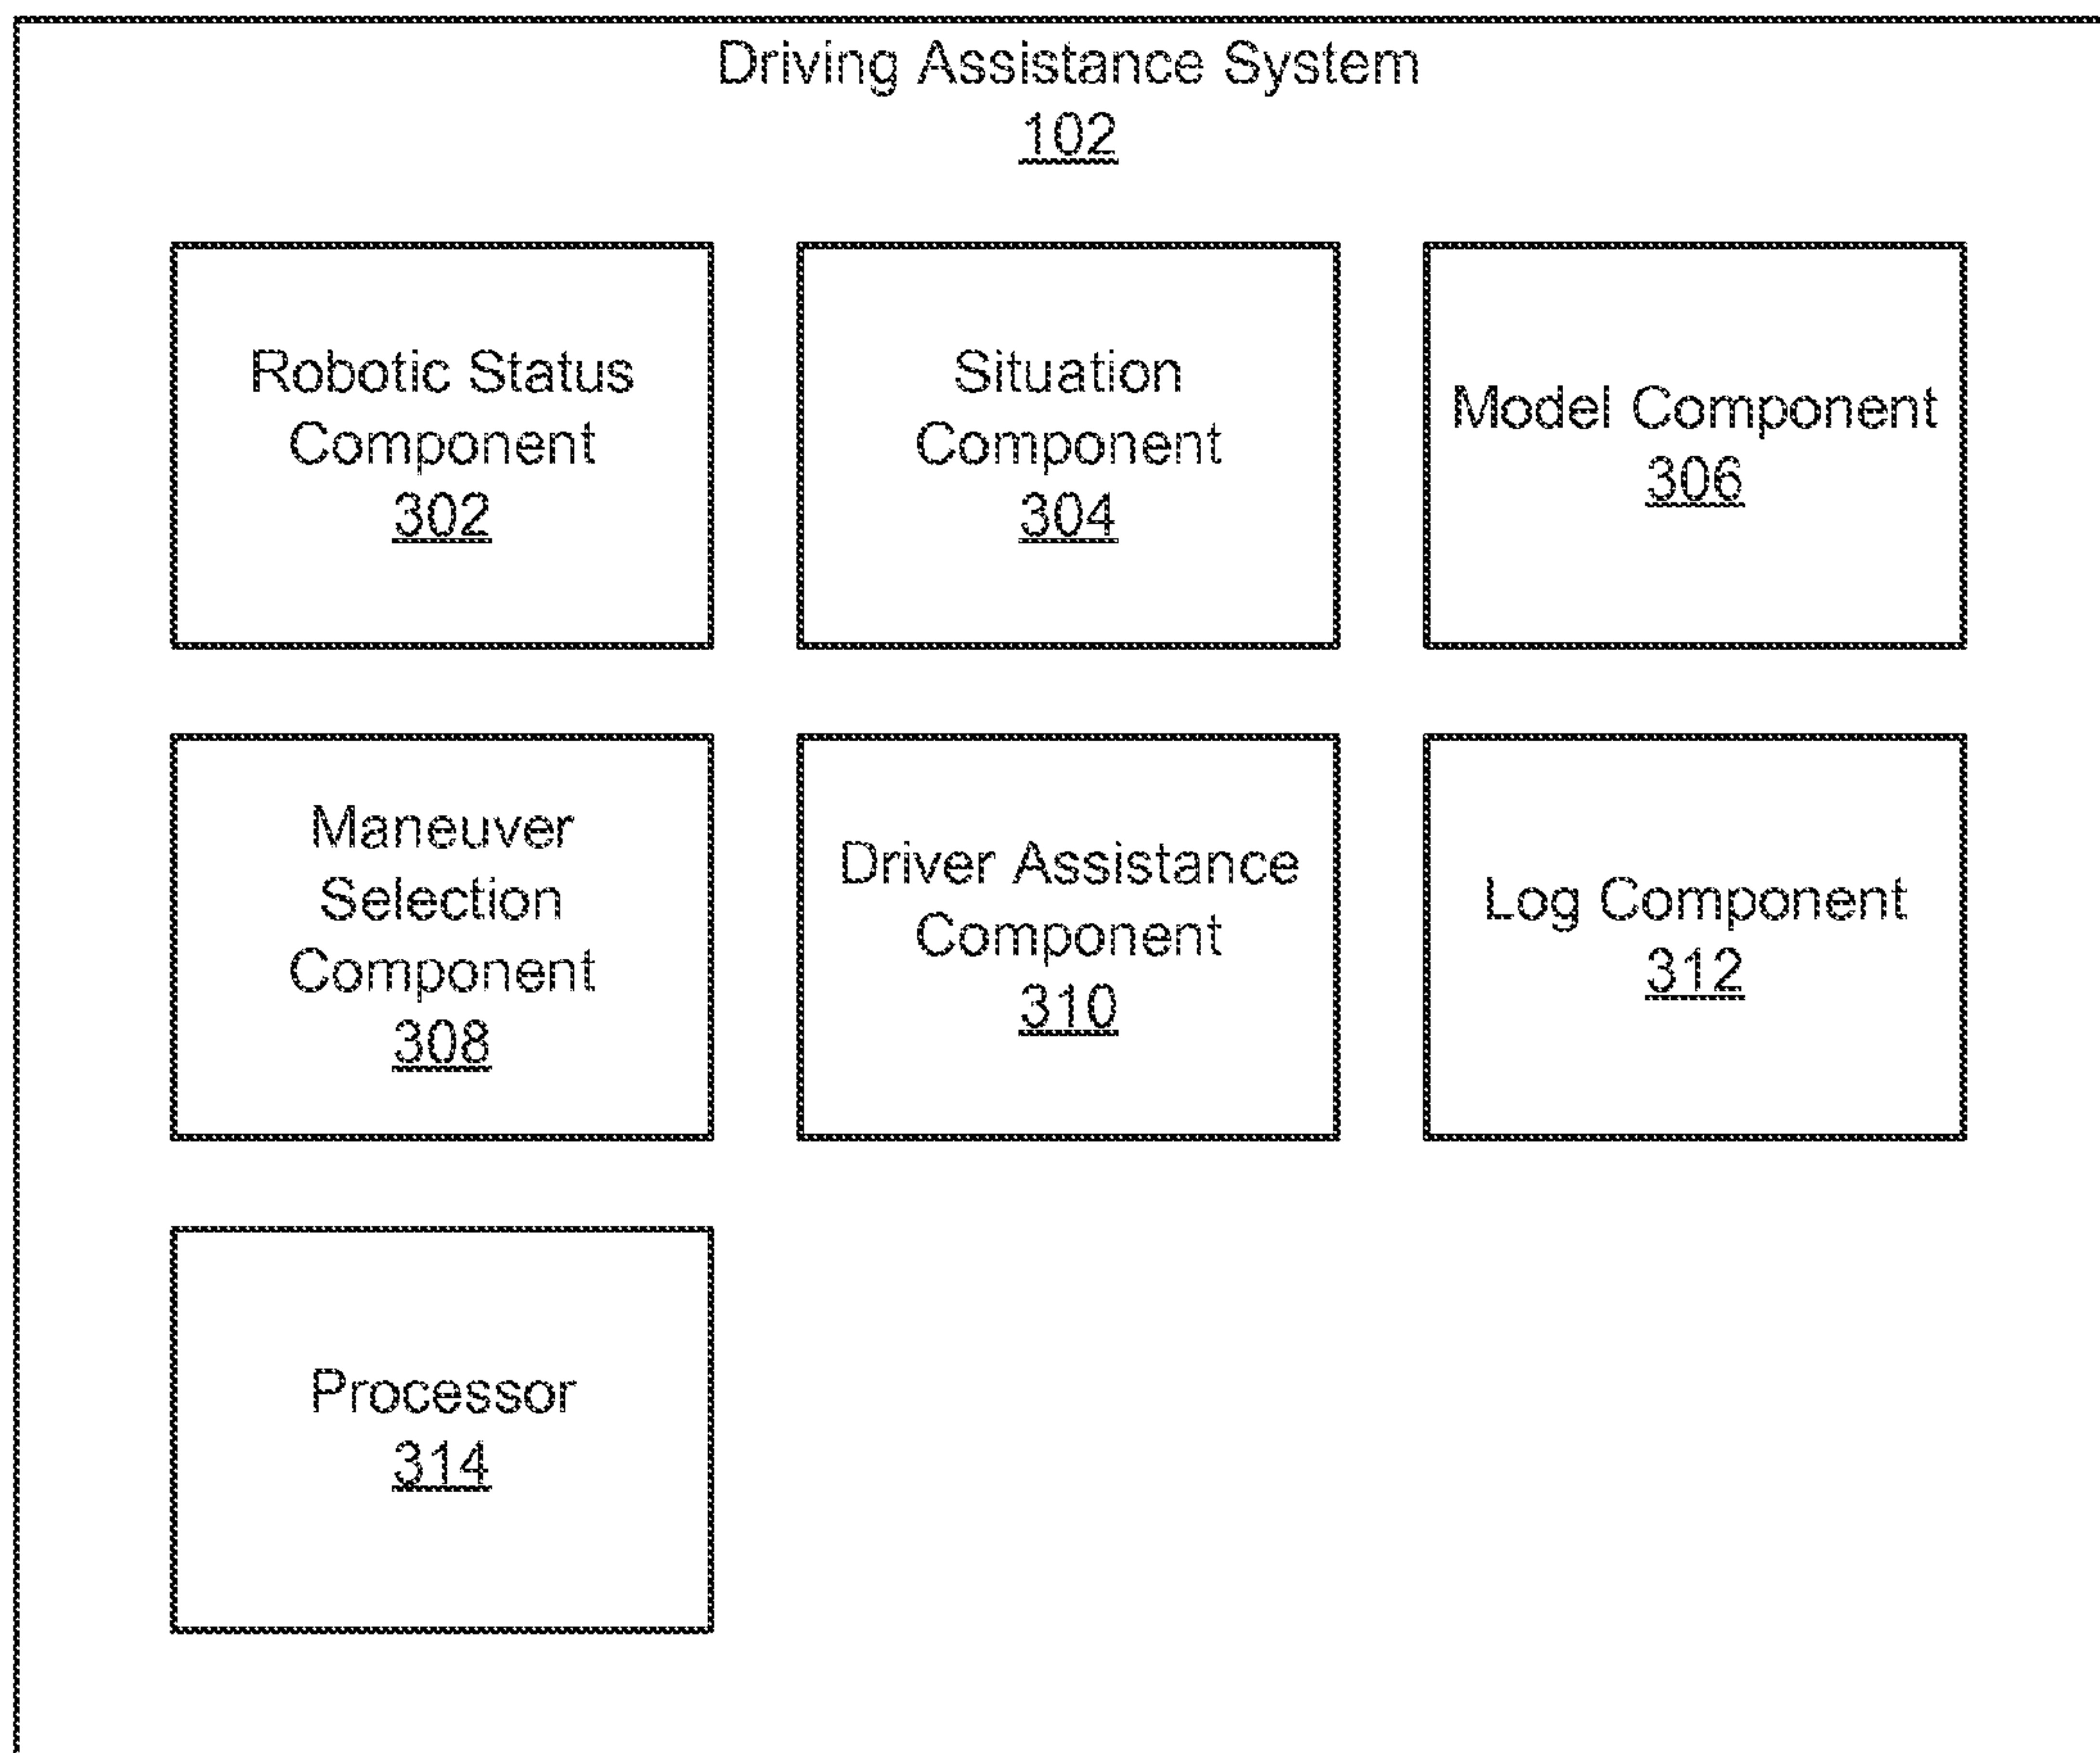 Driving Assistance System
102
Robotic Status
Component
302
Situation
Component
304
Model Component
306
Maneuver
Selection
Component
308
Driver Assistance
Component
310
Log Component
312
Processor
314